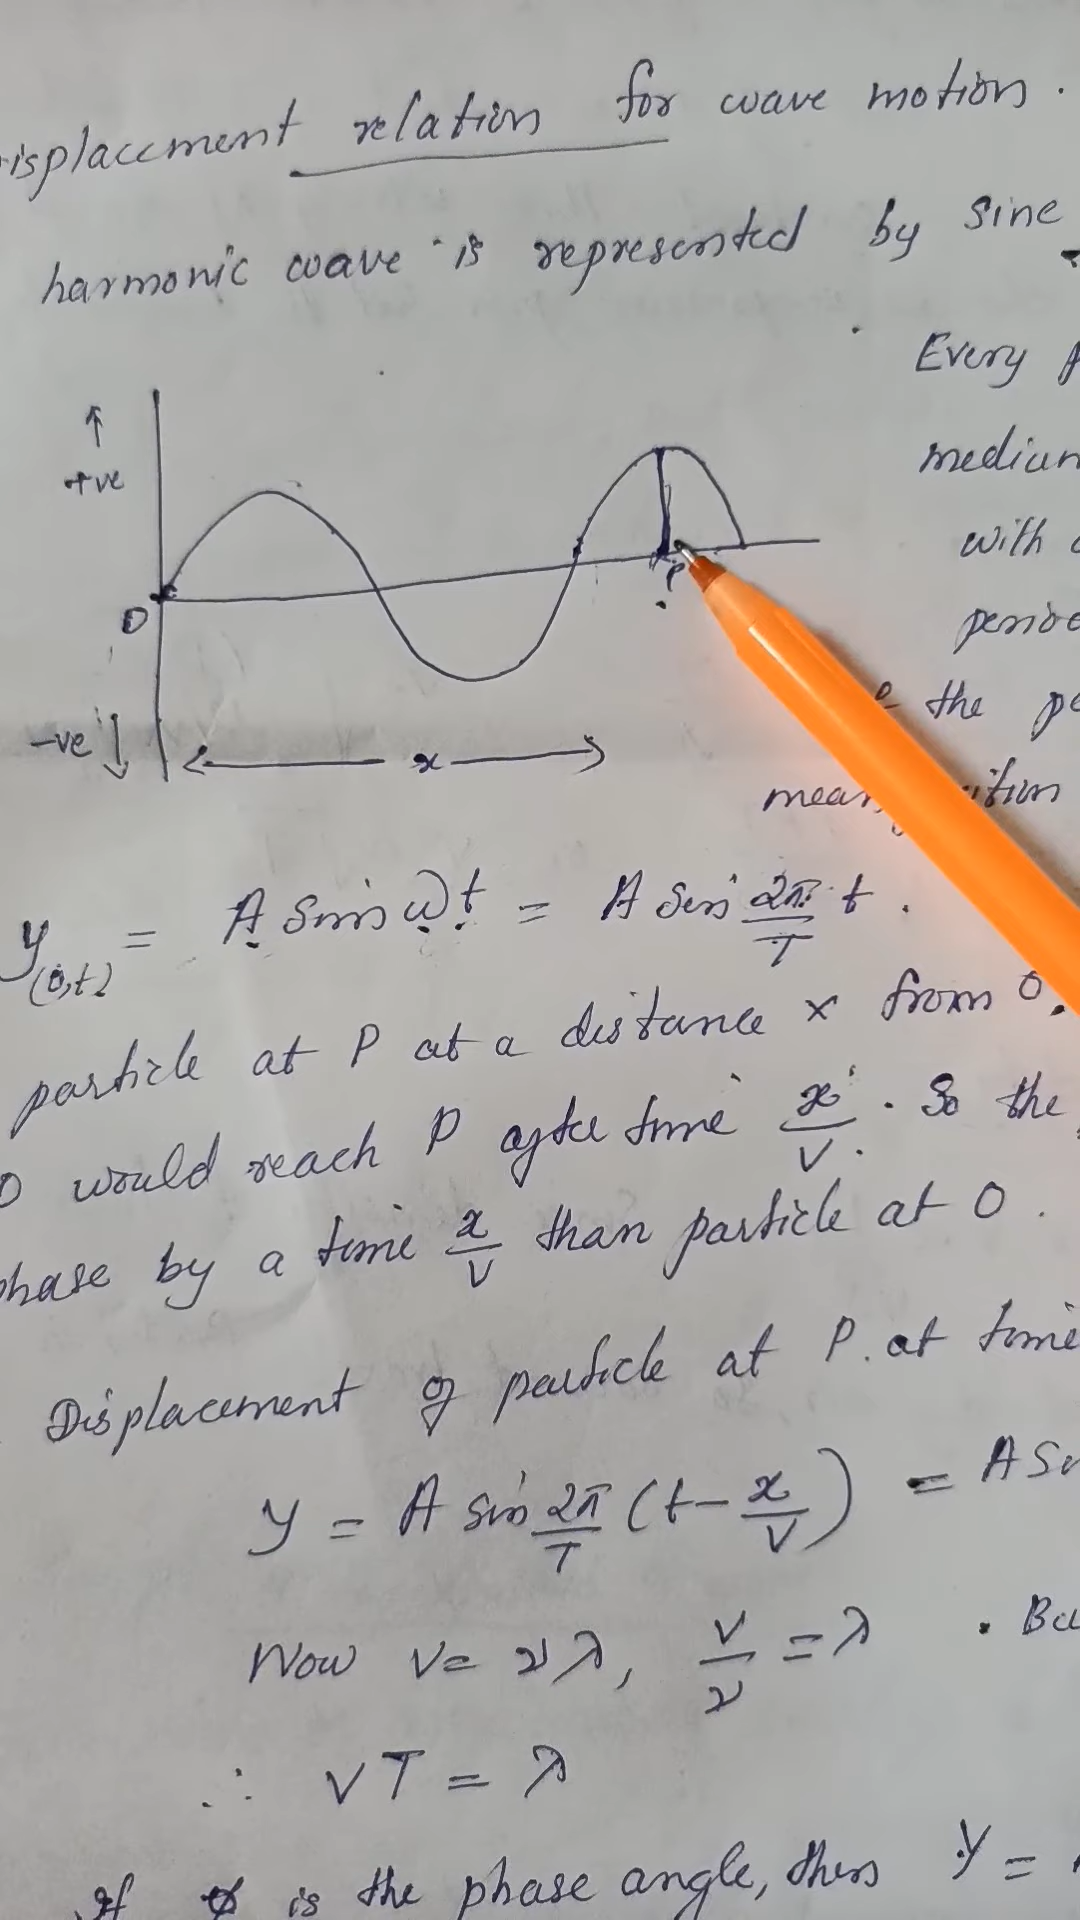 isplacement relation for wave motion.
harmonic wave is represented by Sine
Every
medium
with
+ve
O
P
the
-ve
x
mean
y(0,t) = A sin ωt = A sin 2π/T t.
particle at P at a distance x from O.
O would reach P after time x/V. So the
phase by a time x/V than particle at O.
Displacement of particle at P. at time
y = A sin 2π/T (t - x/V) = A
Now V = νλ, V/ν = λ .
∴ VT = λ
If ϕ is the phase angle, then y =